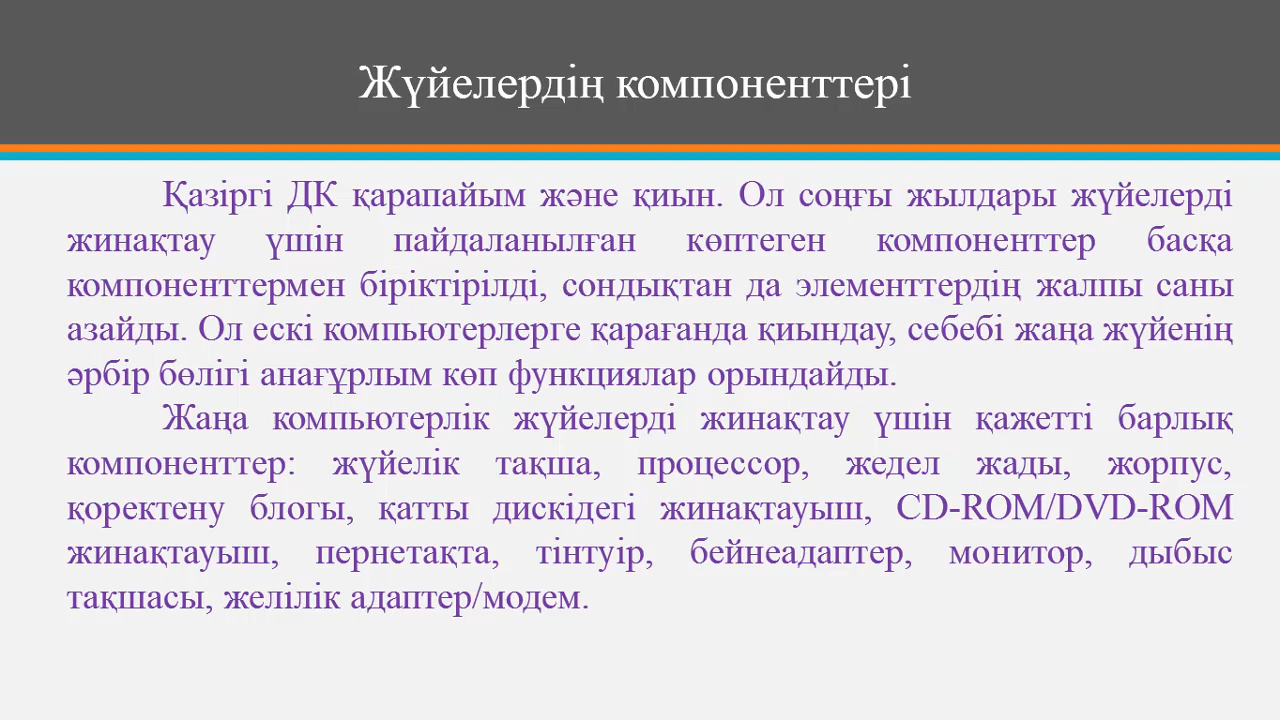 Жүйелердің компоненттері
Қазіргі ДК қарапайым және қиын. Ол соңғы жылдары жүйелерді
жинақтау үшін пайдаланылған көптеген компоненттер басқа
компоненттермен біріктірілді, сондықтан да элементтердің жалпы саны
азайды. Ол ескі компьютерлерге қарағанда қиындау, себебі жаңа жүйенің
әрбір бөлігі анағұрлым көп функциялар орындайды.
Жаңа компьютерлік жүйелерді жинақтау үшін қажетті барлық
компоненттер: жүйелік тақша, процессор, жедел жады, жорпус,
қоректену блогы, қатты дискідегі жинақтауыш, CD-ROM/DVD-ROM
жинақтауыш, пернетақта, тінтуір, бейнеадаптер, монитор, дыбыс
тақшасы, желілік адаптер/модем.